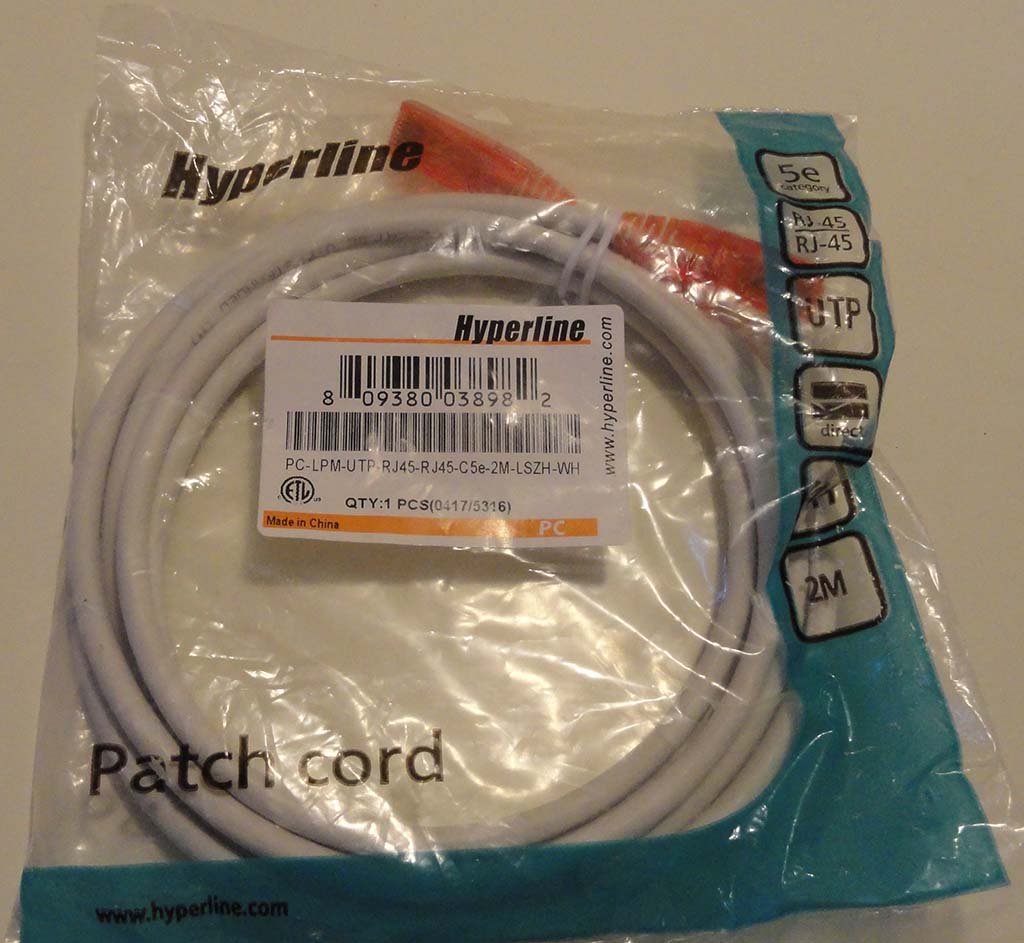 Hyperline
5e
category
RJ-45
RJ-45
UTP
direct
2M
Hyperline
www.hyperline.com
8 09380 03898 2
PC-LPM-UTP-RJ45-RJ45-C5e-2M-LSZH-WH
ETL
us
QTY:1 PCS(0417/5316)
Made in China
PC
Patch cord
www.hyperline.com